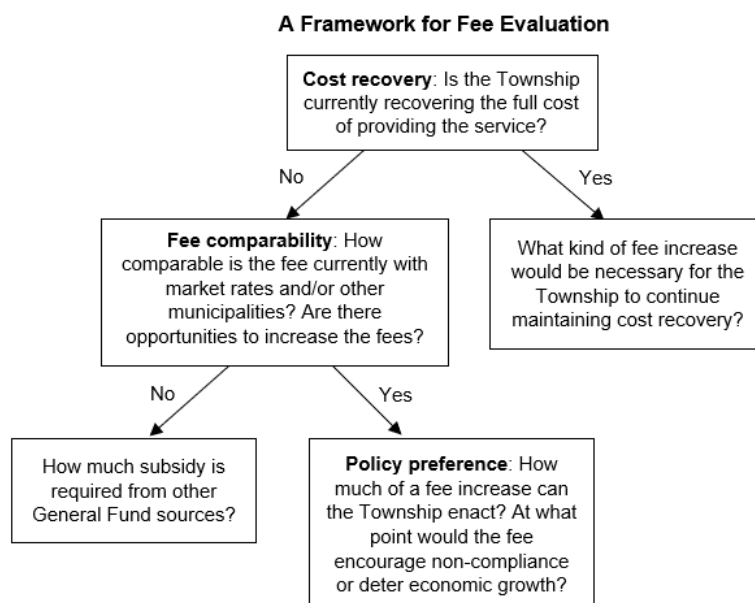 A Framework for Fee Evaluation
Cost recovery: Is the Township
currently recovering the full cost
of providing the service?
No
Yes
Fee comparability: How
comparable is the fee currently with
market rates and/or other
municipalities? Are there
opportunities to increase the fees?
What kind of fee increase
would be necessary for the
Township to continue
maintaining cost recovery?
No
Yes
How much subsidy is
required from other
General Fund sources?
Policy preference: How
much of a fee increase can
the Township enact? At what
point would the fee
encourage non-compliance
or deter economic growth?